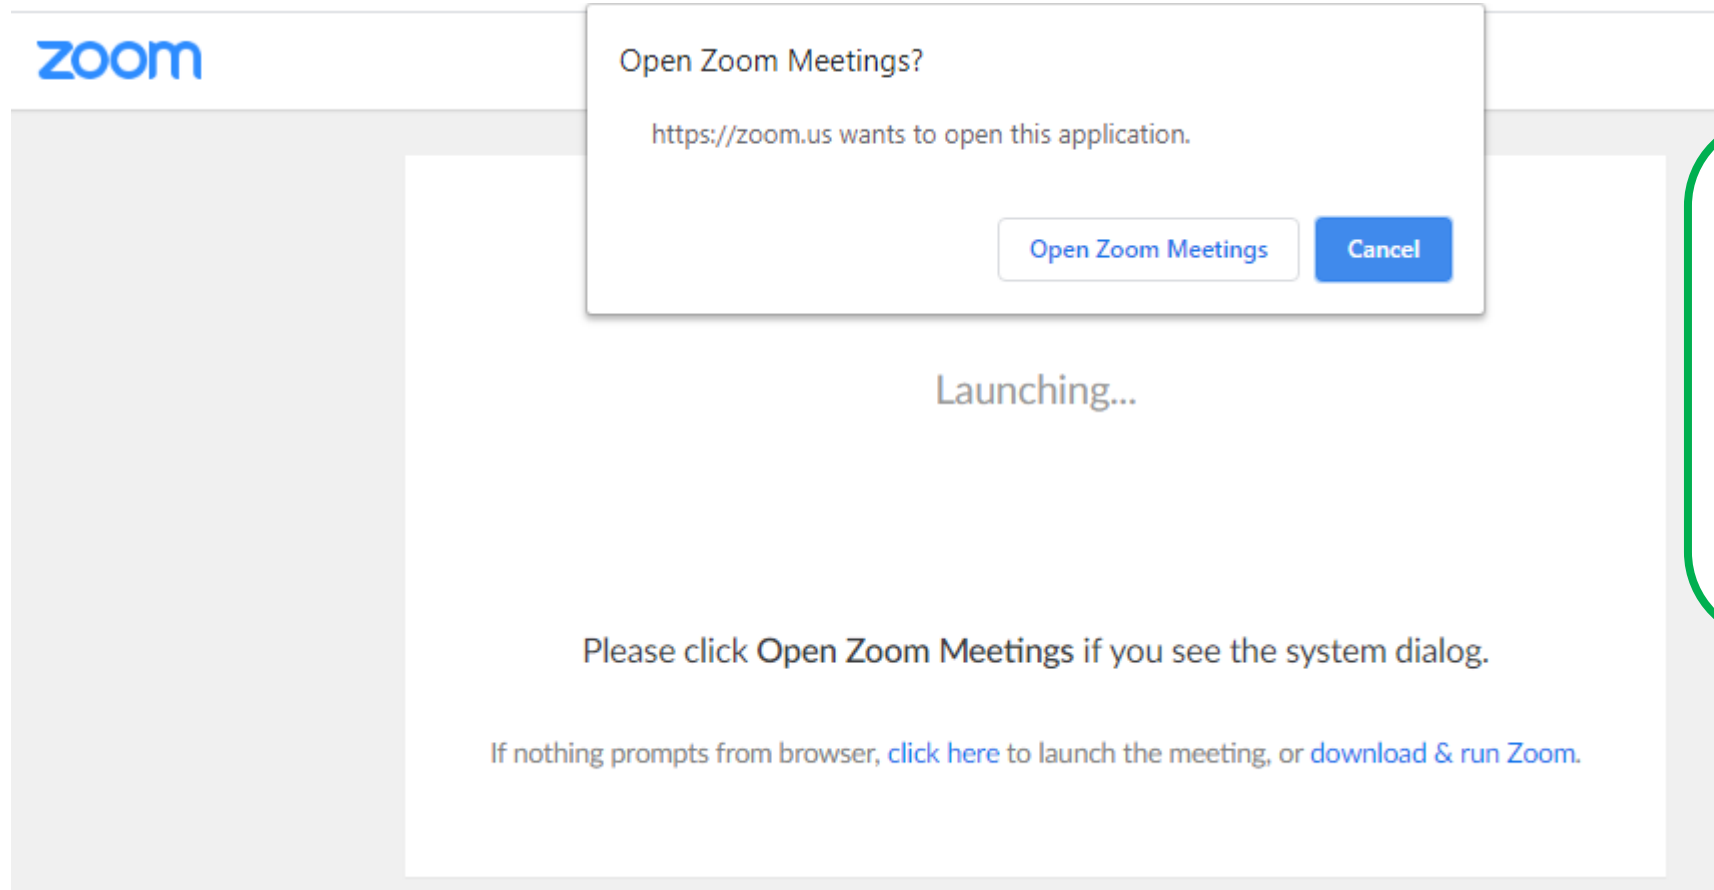 zoom
Open Zoom Meetings?
https://zoom.us wants to open this application.
Open Zoom Meetings
Cancel
Launching...
Please click Open Zoom Meetings if you see the system dialog.
If nothing prompts from browser, click here to launch the meeting, or download & run Zoom.